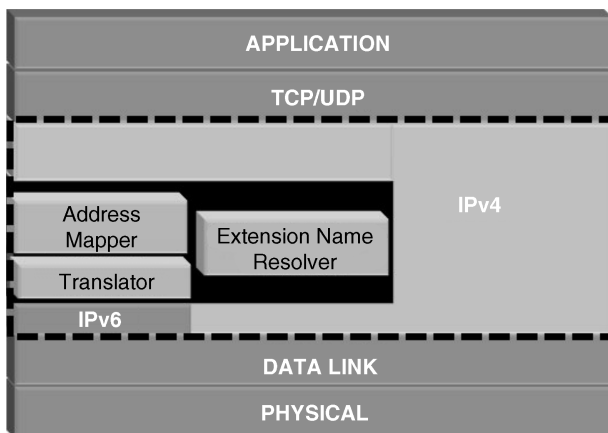 APPLICATION
TCP/UDP
IPv4
Address
Mapper
Extension Name
Resolver
Translator
IPv6
DATA LINK
PHYSICAL